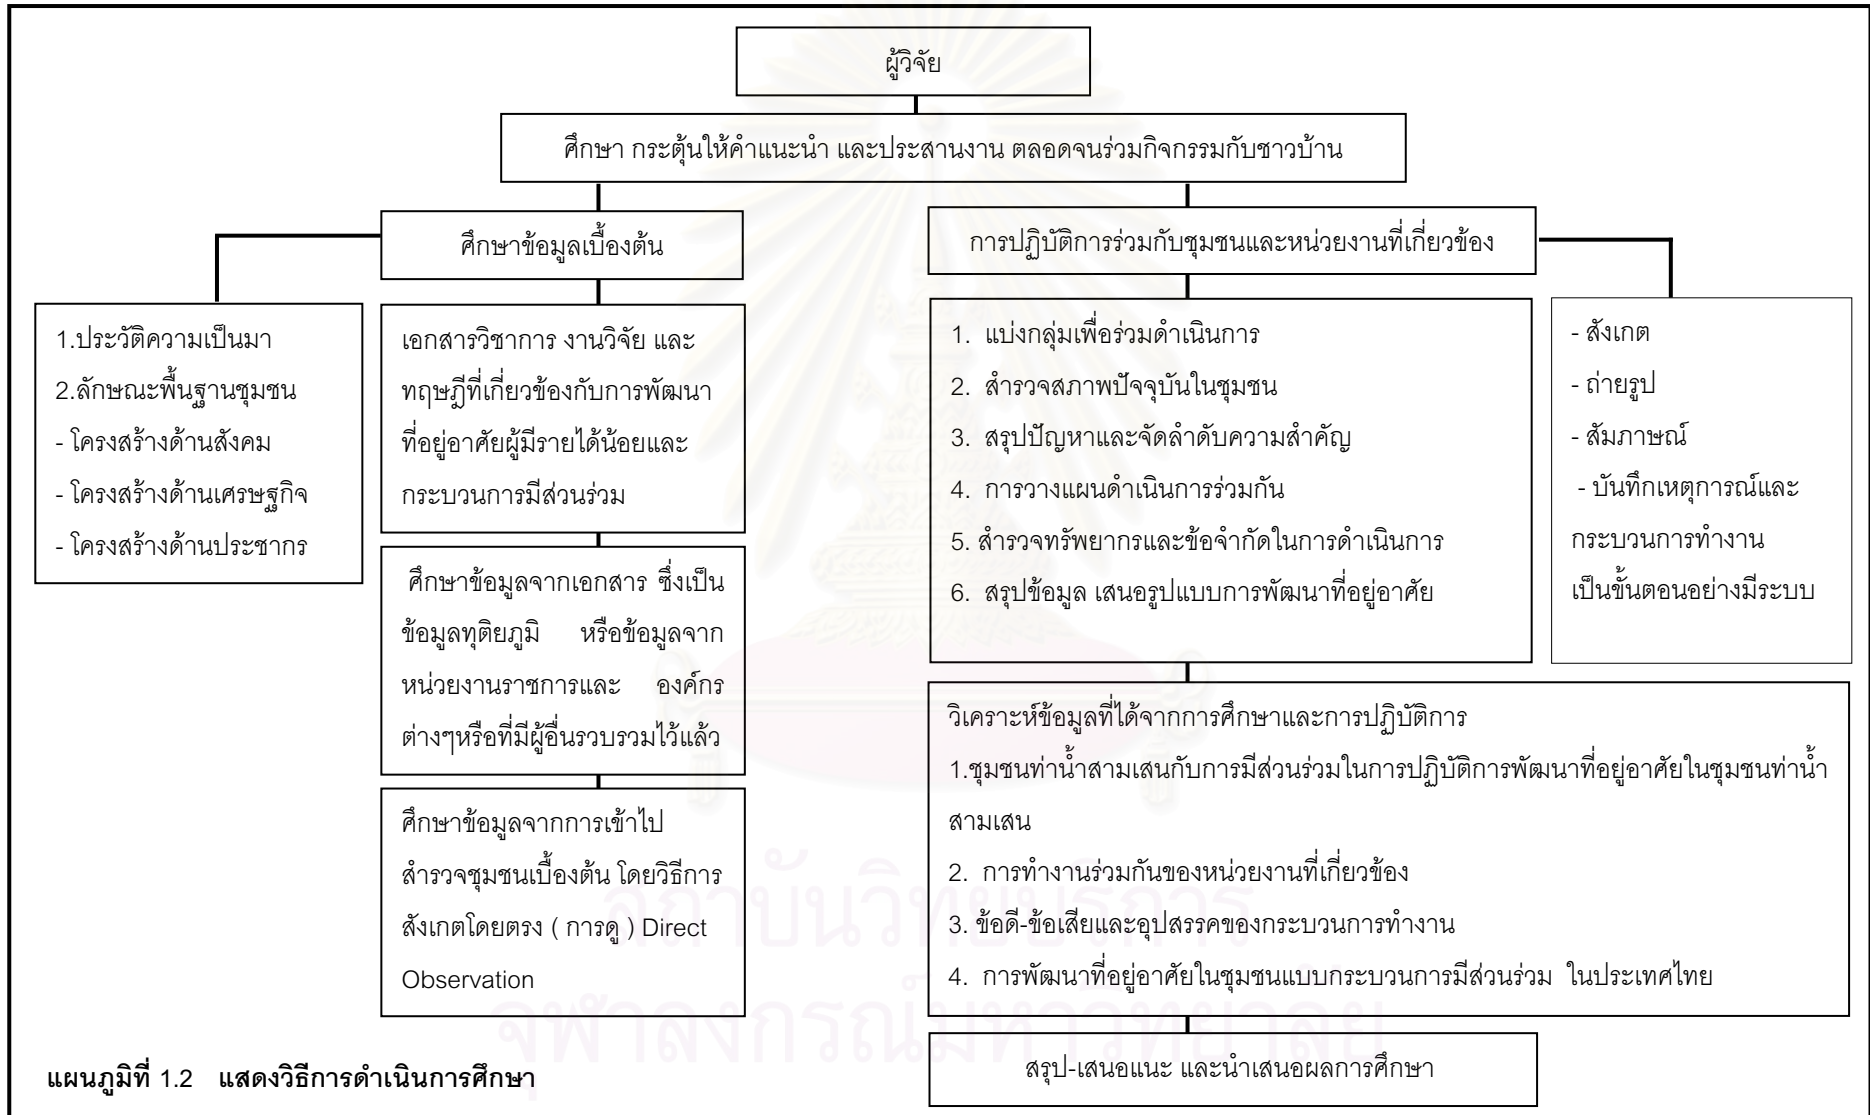 ผู้วิจัย
ศึกษา กระตุ้นให้คำแนะนำ และประสานงาน ตลอดจนร่วมกิจกรรมกับชาวบ้าน
ศึกษาข้อมูลเบื้องต้น
การปฏิบัติการร่วมกับชุมชนและหน่วยงานที่เกี่ยวข้อง
1.ประวัติความเป็นมา
2.ลักษณะพื้นฐานชุมชน
- โครงสร้างด้านสังคม
- โครงสร้างด้านเศรษฐกิจ
- โครงสร้างด้านประชากร
เอกสารวิชาการ งานวิจัย และ
ทฤษฎีที่เกี่ยวข้องกับการพัฒนา
ที่อยู่อาศัยผู้มีรายได้น้อยและ
กระบวนการมีส่วนร่วม
ศึกษาข้อมูลจากเอกสาร ซึ่งเป็น
ข้อมูลทุติยภูมิ หรือข้อมูลจาก
หน่วยงานราชการและ องค์กร
ต่างๆหรือที่มีผู้อื่นรวบรวมไว้แล้ว
ศึกษาข้อมูลจากการเข้าไป
สำรวจชุมชนเบื้องต้น โดยวิธีการ
สังเกตโดยตรง ( การดู ) Direct
Observation
1. แบ่งกลุ่มเพื่อร่วมดำเนินการ
2. สำรวจสภาพปัจจุบันในชุมชน
3. สรุปปัญหาและจัดลำดับความสำคัญ
4. การวางแผนดำเนินการร่วมกัน
5. สำรวจทรัพยากรและข้อจำกัดในการดำเนินการ
6. สรุปข้อมูล เสนอรูปแบบการพัฒนาที่อยู่อาศัย
- สังเกต
- ถ่ายรูป
- สัมภาษณ์
- บันทึกเหตุการณ์และ
กระบวนการทำงาน
เป็นขั้นตอนอย่างมีระบบ
วิเคราะห์ข้อมูลที่ได้จากการศึกษาและการปฏิบัติการ
1.ชุมชนท่าน้ำสามเสนกับการมีส่วนร่วมในการปฏิบัติการพัฒนาที่อยู่อาศัยในชุมชนท่าน้ำ
สามเสน
2. การทำงานร่วมกันของหน่วยงานที่เกี่ยวข้อง
3. ข้อดี-ข้อเสียและอุปสรรคของกระบวนการทำงาน
4. การพัฒนาที่อยู่อาศัยในชุมชนแบบกระบวนการมีส่วนร่วม ในประเทศไทย
สรุป-เสนอแนะ และนำเสนอผลการศึกษา
แผนภูมิที่ 1.2 แสดงวิธีการดำเนินการศึกษา
สถาบันวิทยบริการ
จุฬาลงกรณ์มหาวิทยาลัย